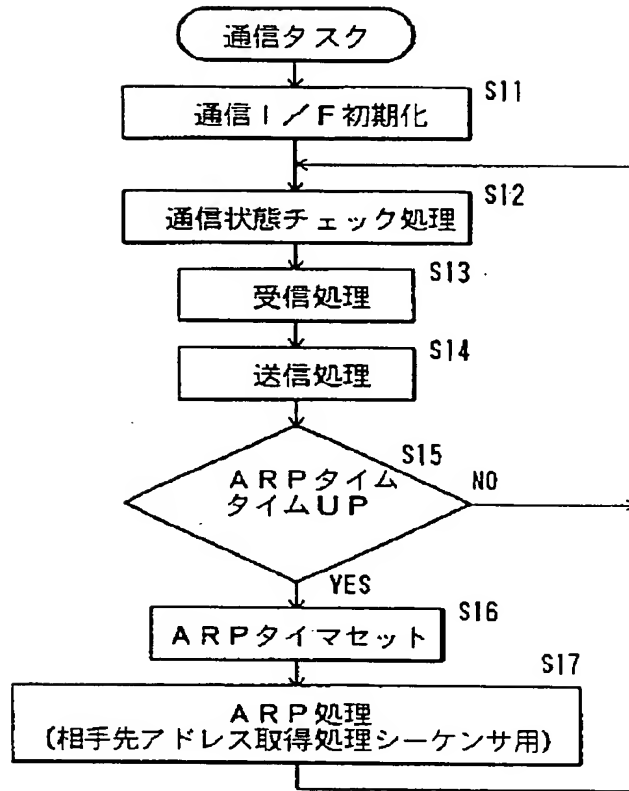 通信タスク
S11
通信I/F初期化
S12
通信状態チェック処理
S13
受信処理
S14
送信処理
S15
ARPタイム
タイムUP
NO
YES
S16
ARPタイマセット
S17
ARP処理
(相手先アドレス取得処理シーケンサ用)